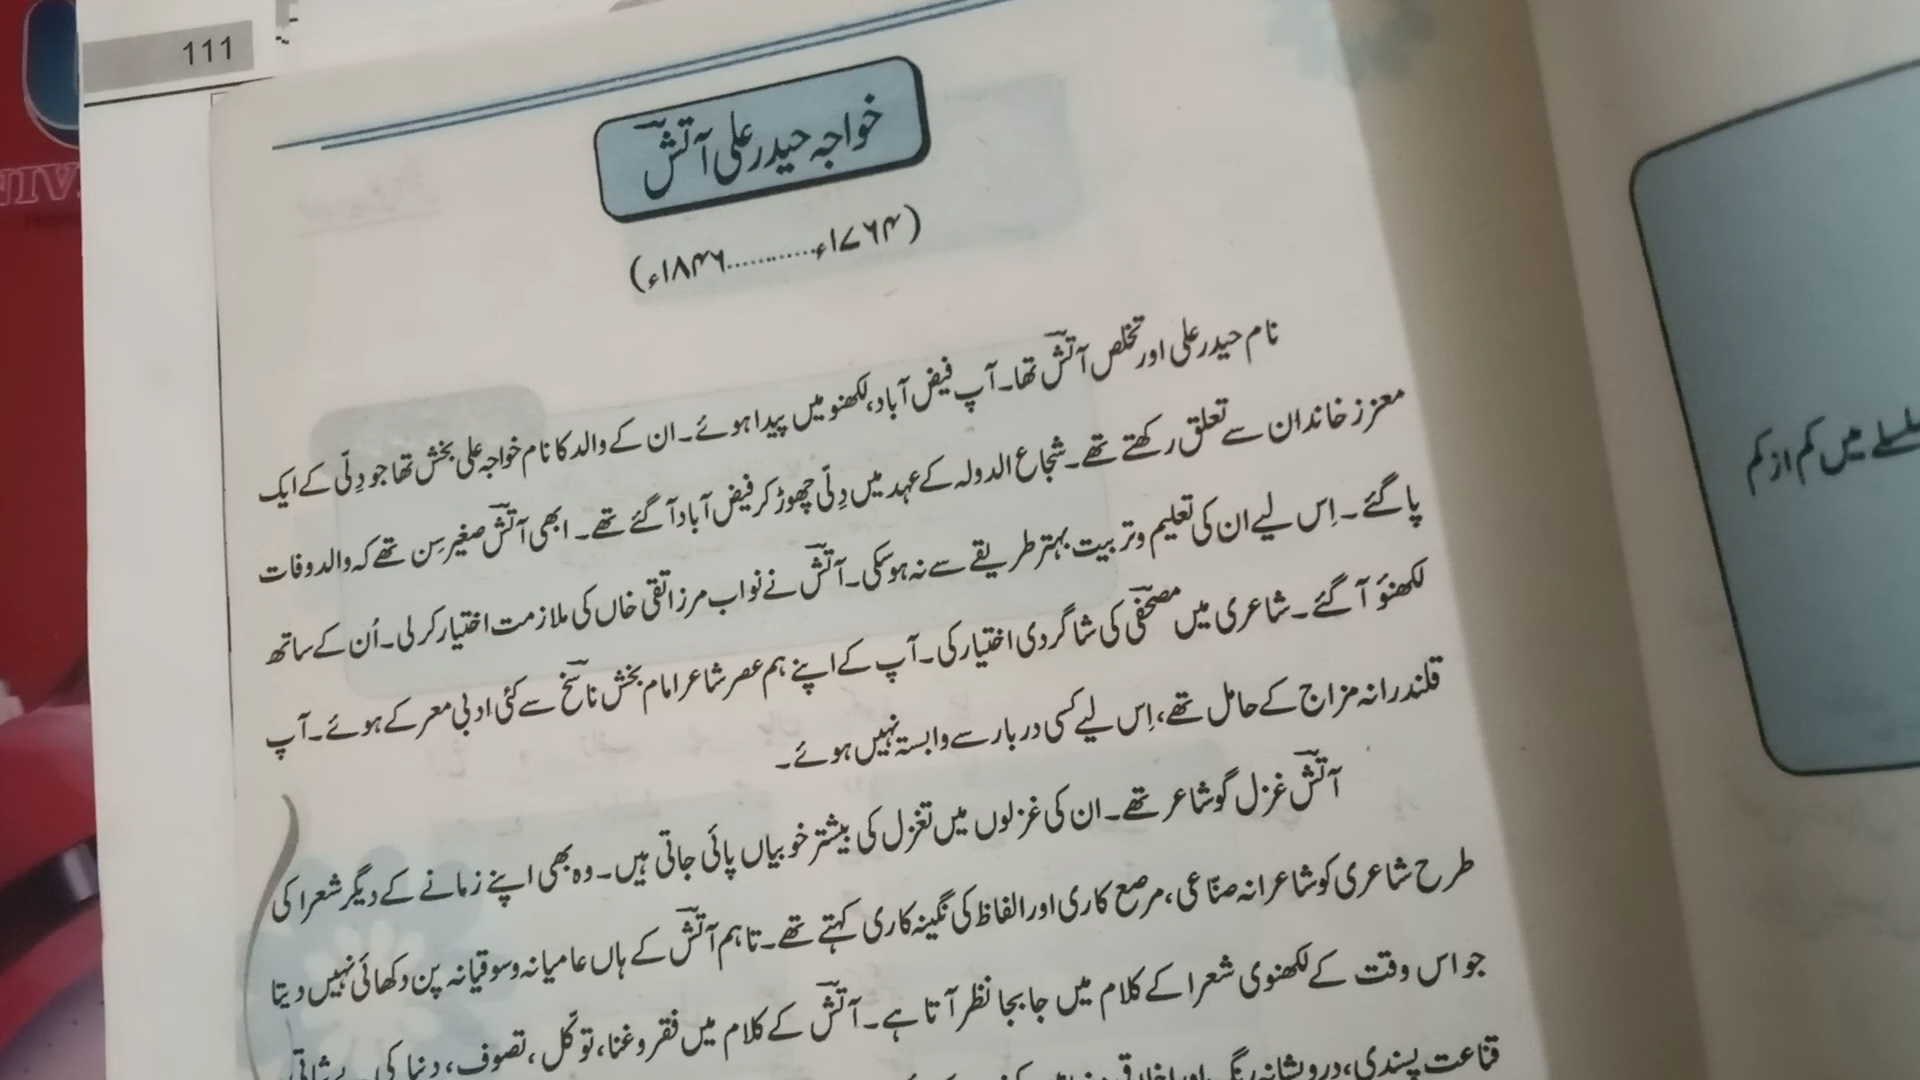 111
خواجہ حیدر علی آتشؔ
(۱۷۶۴ء............۱۸۴۶ء)
نام حیدر علی اور تخلص آتشؔ تھا۔ آپ فیض آباد، لکھنو میں پیدا ہوئے۔ ان کے والد کا نام خواجہ علی بخش تھا جو دِلّی کے ایک
معزز خاندان سے تعلق رکھتے تھے۔ شجاع الدولہ کے عہد میں دِلّی چھوڑ کر فیض آباد آ گئے تھے۔ ابھی آتشؔ صغیر سِن تھے کہ والد وفات
پا گئے۔ اِس لیے ان کی تعلیم و تربیت بہتر طریقے سے نہ ہو سکی۔ آتشؔ نے نواب مرزا تقی خاں کی ملازمت اختیار کر لی۔ اُن کے ساتھ
لکھنؤ آ گئے۔ شاعری میں مصحفیؔ کی شاگردی اختیار کی۔ آپ کے اپنے ہم عصر شاعر امام بخش ناسخؔ سے کئی ادبی معرکے ہوئے۔ آپ
قلندرانہ مزاج کے حامل تھے، اِس لیے کسی دربار سے وابستہ نہیں ہوئے۔
آتشؔ غزل گو شاعر تھے۔ ان کی غزلوں میں تغزل کی بیشتر خوبیاں پائی جاتی ہیں۔ وہ بھی اپنے زمانے کے دیگر شعرا کی
طرح شاعری کو شاعرانہ صنّاعی، مرصع کاری اور الفاظ کی نگینہ کاری کہتے تھے۔ تاہم آتشؔ کے ہاں عامیانہ و سوقیانہ پن دکھائی نہیں دیتا
جو اس وقت کے لکھنوی شعرا کے کلام میں جا بجا نظر آتا ہے۔ آتشؔ کے کلام میں فقر و غنا، توکّل، تصوف، دنیا کی
قناعت پسندی، درویشانہ رنگ اور
سلسلے میں کم از کم